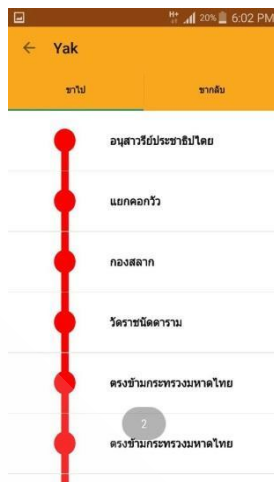 H+ 20% 6:02 PM
← Yak
ขาไป ขากลับ
อนุสาวรีย์ประชาธิปไตย
แยกคอกวัว
กองสลาก
วัดราชนัดดาราม
ตรงข้ามกระทรวงมหาดไทย
2
ตรงข้ามกระทรวงมหาดไทย